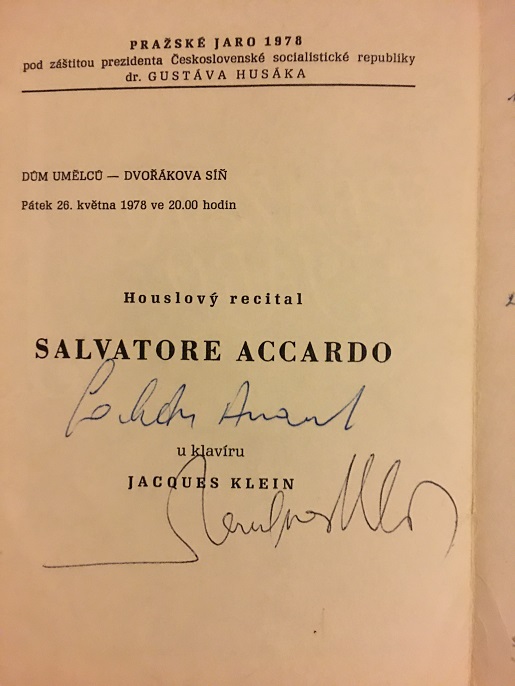 PRAŽSKÉ JARO 1978
pod záštitou prezidenta Československé socialistické republiky
dr. GUSTÁVA HUSÁKA
DŮM UMĚLCŮ — DVOŘÁKOVA SÍŇ
Pátek 26. května 1978 ve 20.00 hodin
Houslový recital
SALVATORE ACCARDO
u klavíru
JACQUES KLEIN